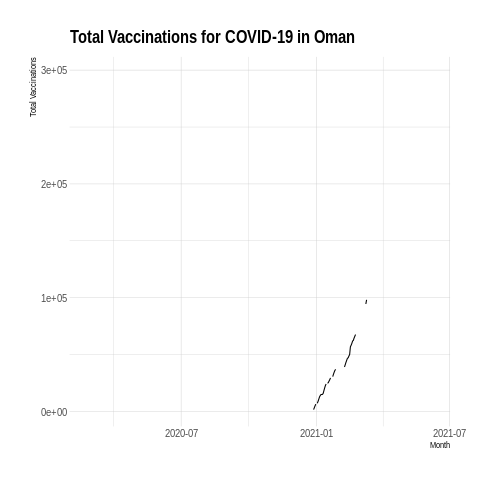 Total Vaccinations for COVID-19 in Oman
Total Vaccinations
3e+05
2e+05
1e+05
0e+00
2020-07
2021-01
2021-07
Month